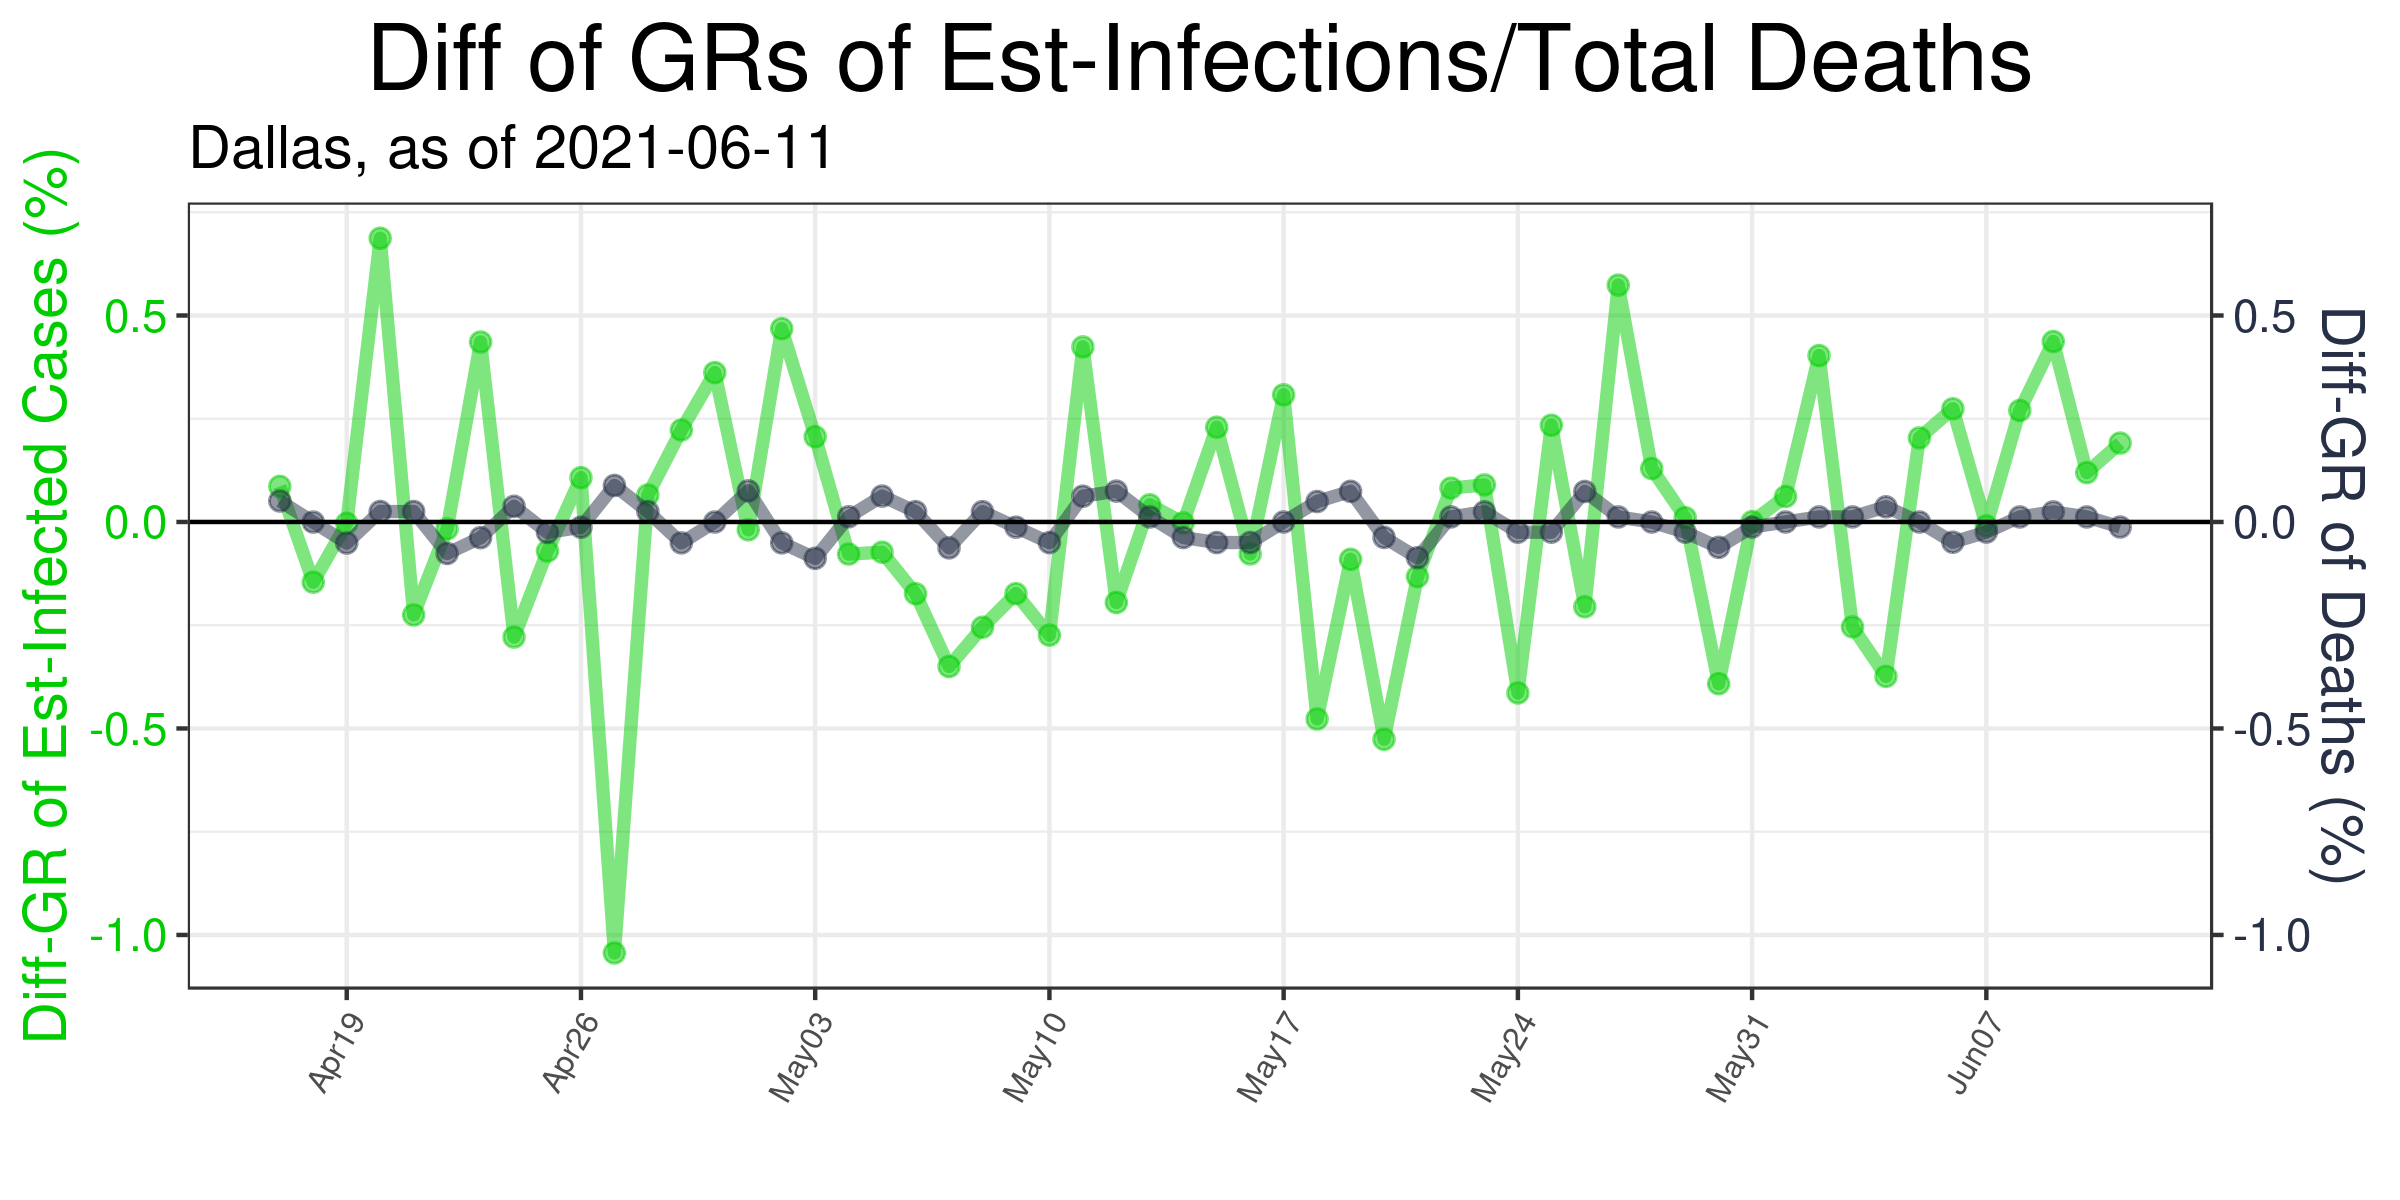 Diff of GRs of Est-Infections/Total Deaths
Dallas, as of 2021-06-11
Diff-GR of Est-Infected Cases (%)
0.5
0.0
-0.5
-1.0
0.5
0.0
-0.5
-1.0
Diff-GR of Deaths (%)
Apr19
Apr26
May03
May10
May17
May24
May31
Jun07